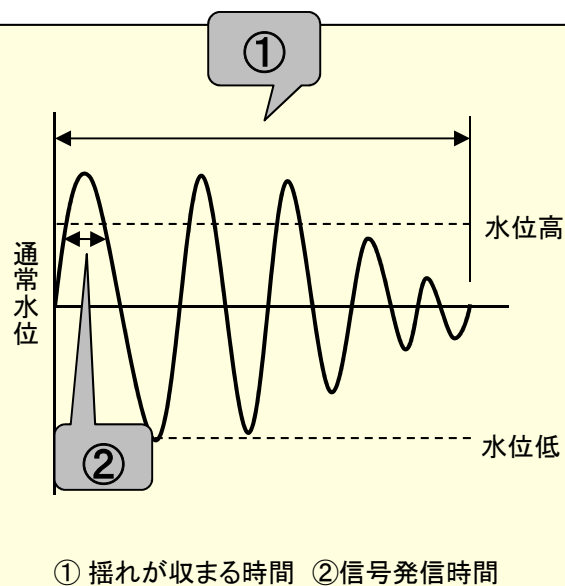 ①
水位高
通常水位
②
水位低
① 揺れが収まる時間 ②信号発信時間